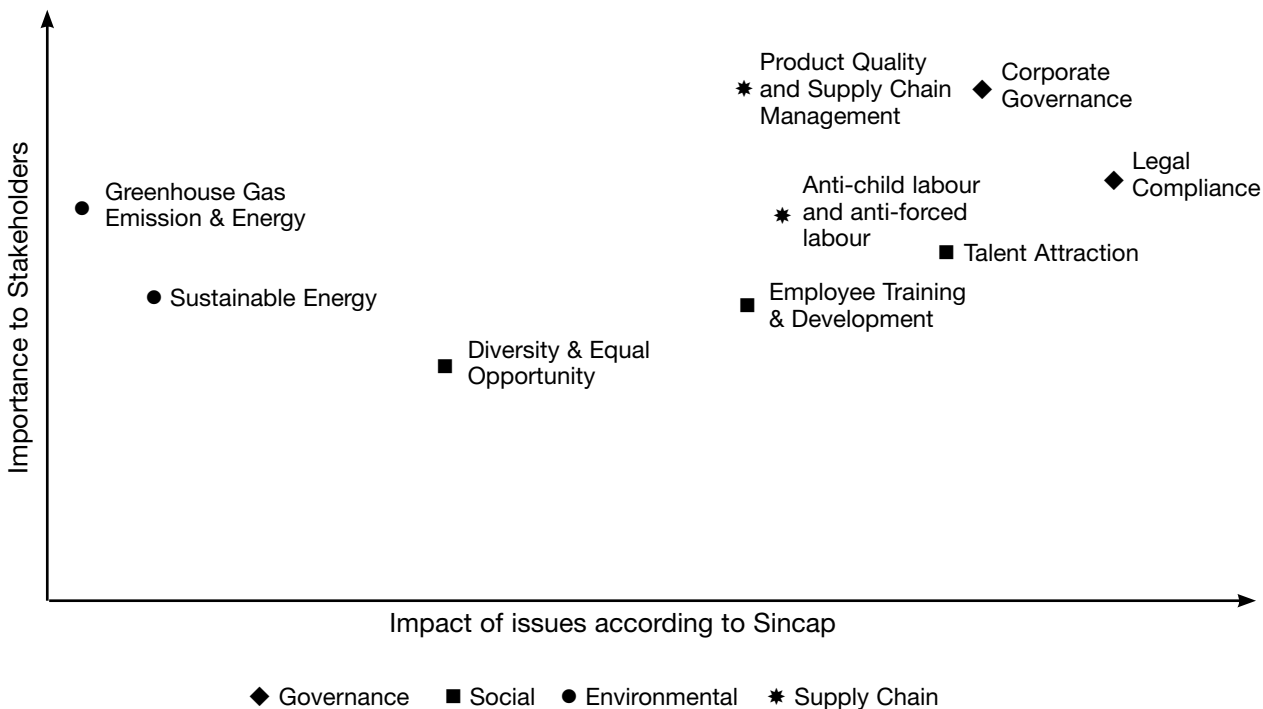 Importance to Stakeholders
Product Quality
and Supply Chain
Management
Corporate
Governance
Legal
Compliance
Greenhouse Gas
Emission & Energy
Anti-child labour
and anti-forced
labour
Talent Attraction
Sustainable Energy
Employee Training
& Development
Diversity & Equal
Opportunity
Impact of issues according to Sincap
Governance Social Environmental Supply Chain